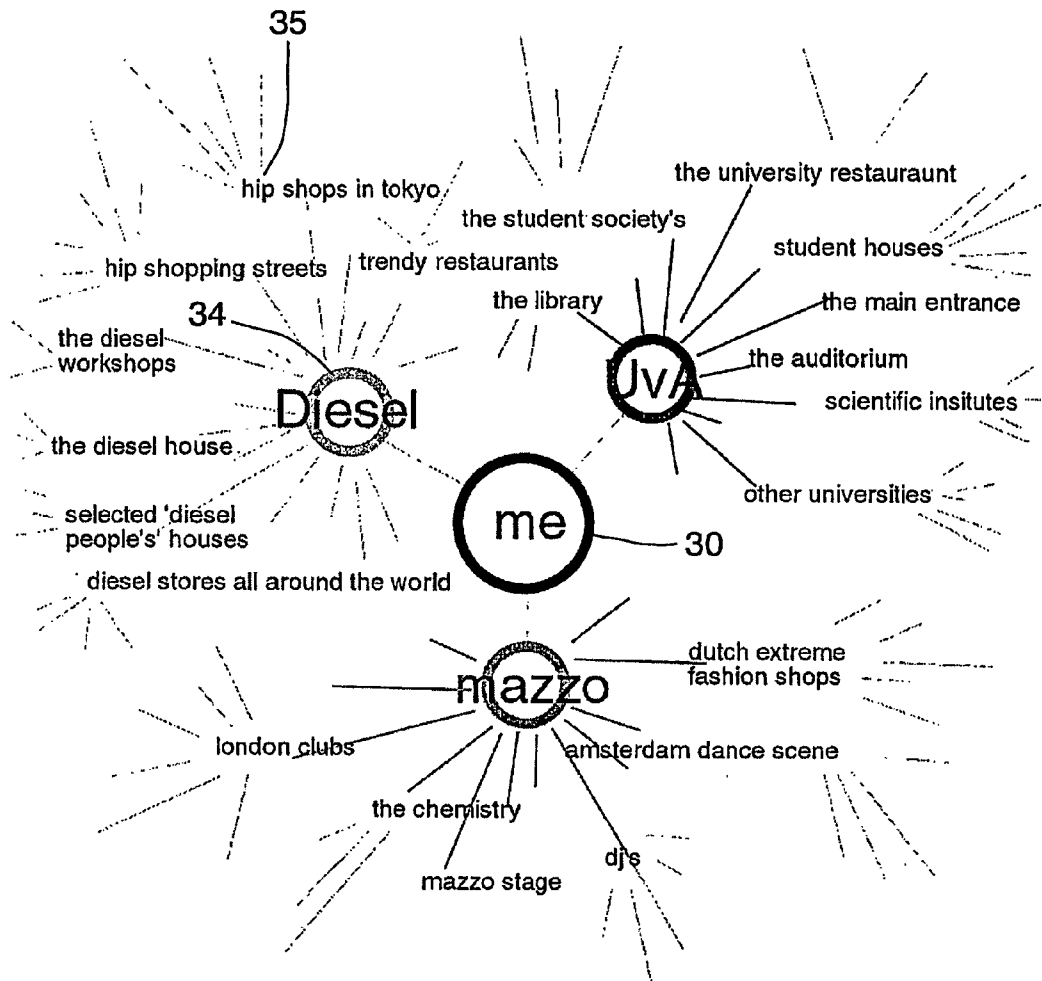 35
hip shops in tokyo
the university restauraunt
the student society's
student houses
hip shopping streets
trendy restaurants
the library
the main entrance
34
the diesel
workshops
the auditorium
UvA
Diesel
scientific insitutes
the diesel house
other universities
selected 'diesel
people's' houses
me
30
diesel stores all around the world
dutch extreme
fashion shops
mazzo
london clubs
amsterdam dance scene
the chemistry
dj's
mazzo stage